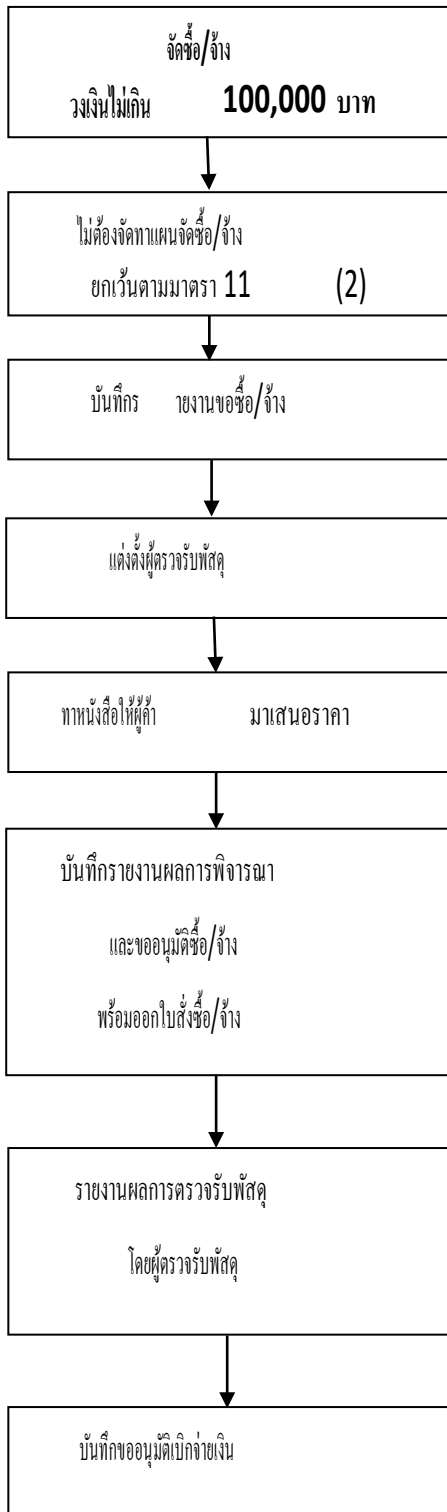 จัดซื้อ/จ้าง
วงเงินไม่เกิน 100,000 บาท
ไม่ต้องจัดทาแผนจัดซื้อ/จ้าง
ยกเว้นตามมาตรา 11 (2)
บันทึกร ายงานขอซื้อ/จ้าง
แต่งตั้งผู้ตรวจรับพัสดุ
ทาหนังสือให้ผู้ค้า มาเสนอราคา
บันทึกรายงานผลการพิจารณา
และขออนุมัติซื้อ/จ้าง
พร้อมออกใบสั่งซื้อ/จ้าง
รายงานผลการตรวจรับพัสดุ
โดยผู้ตรวจรับพัสดุ
บันทึกขออนุมัติเบิกจ่ายเงิน